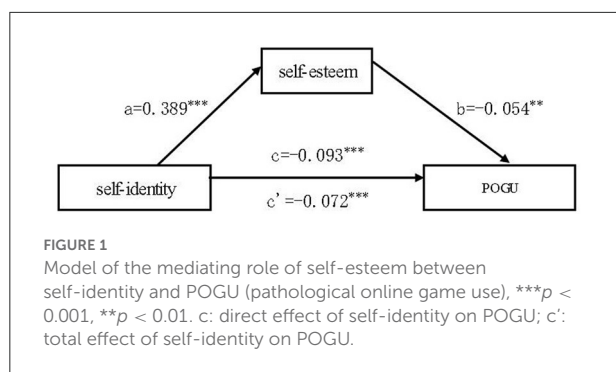 self-esteem
a=0.389***
b=-0.054**
c=-0.093***
self-identity
POGU
c'=-0.072***
FIGURE 1
Model of the mediating role of self-esteem between
self-identity and POGU (pathological online game use), ***p <
0.001, **p < 0.01. c: direct effect of self-identity on POGU; c':
total effect of self-identity on POGU.